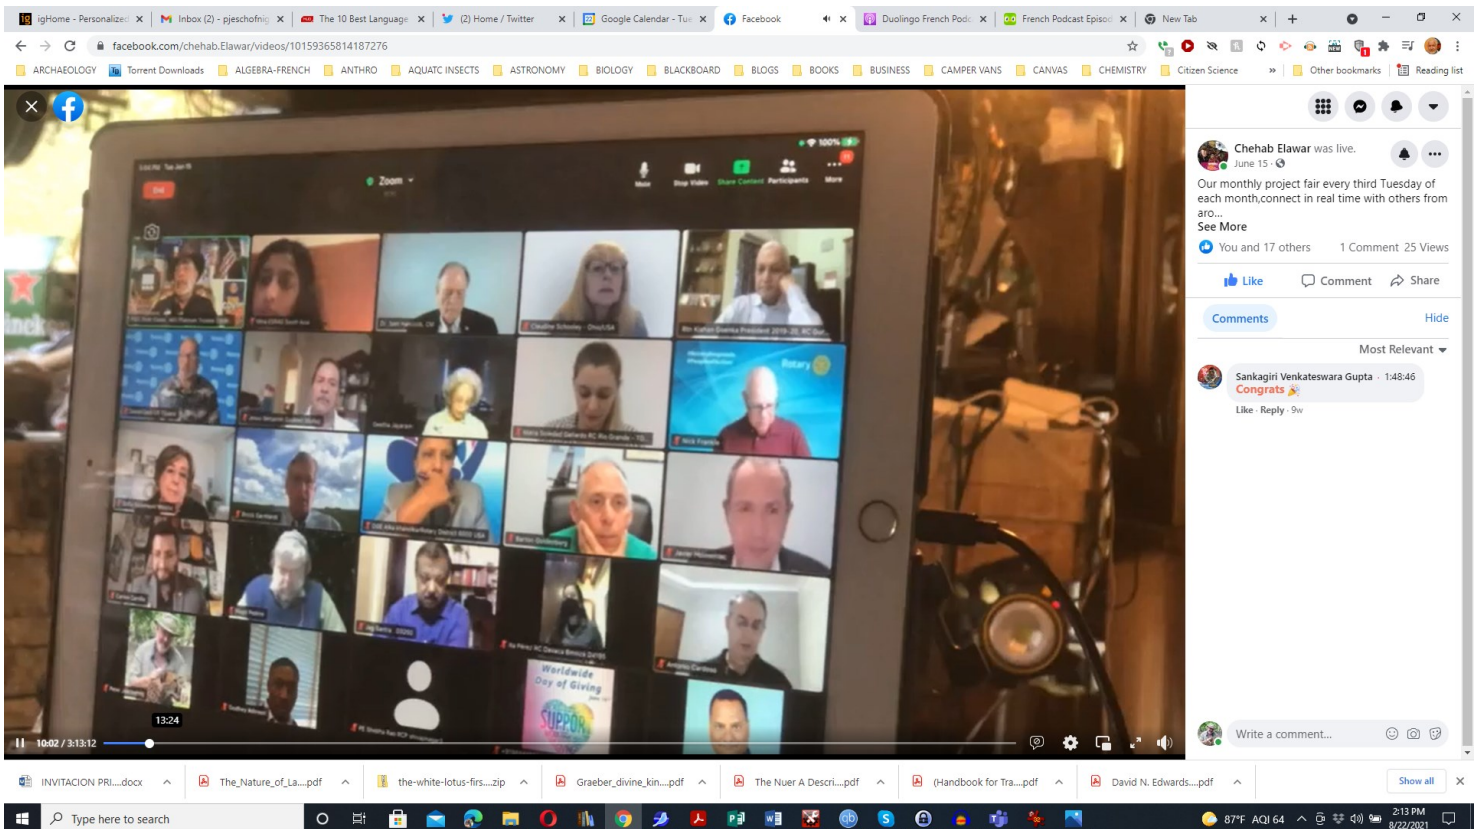 igHome - Personalized
Inbox (2) - pjeschofnig
The 10 Best Language
(2) Home / Twitter
Google Calendar - Tue
Facebook
Duolingo French Podc
French Podcast Episod
New Tab
facebook.com/chehab.Elawar/videos/10159365814187276
ARCHAEOLOGY
Torrent Downloads
ALGEBRA-FRENCH
ANTHRO
AQUATC INSECTS
ASTRONOMY
BIOLOGY
BLACKBOARD
BLOGS
BOOKS
BUSINESS
CAMPER VANS
CANVAS
CHEMISTRY
Citizen Science
Other bookmarks
Reading list
100%
Zoom
Mute
Stop Video
Share Content
Participants
More
Claudine Schooley - Ohio/USA
Rotary
Nick Frankle
Worldwide
Day of Giving
SUPPOR
13:24
10:02 / 3:13:12
Chehab Elawar was live.
June 15
Our monthly project fair every third Tuesday of
each month,connect in real time with others from
aro...
See More
You and 17 others
1 Comment 25 Views
Like
Comment
Share
Comments
Hide
Most Relevant
Sankagiri Venkateswara Gupta · 1:48:46
Congrats 🎉
Like · Reply · 9w
Write a comment...
INVITACION PRI....docx
The_Nature_of_La....pdf
the-white-lotus-firs....zip
Graeber_divine_kin....pdf
The Nuer A Descri....pdf
(Handbook for Tra....pdf
David N. Edwards....pdf
Show all
Type here to search
87°F AQI 64
2:13 PM
8/22/2021